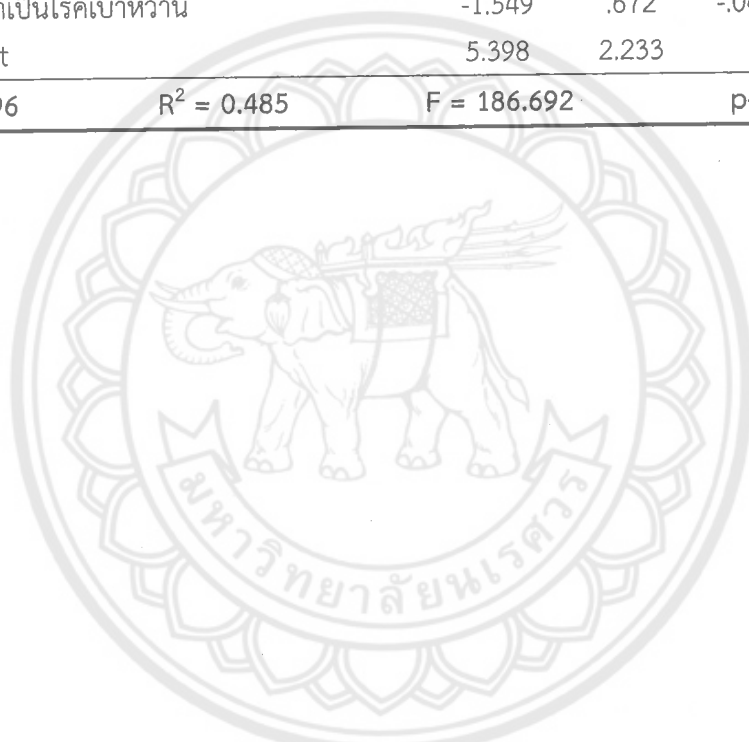 เป็นโรคเบาหวาน -1.549 .672
t 5.398 2.233
96 R² = 0.485 F = 186.692 p
มหาวิทยาลัยนเรศวร